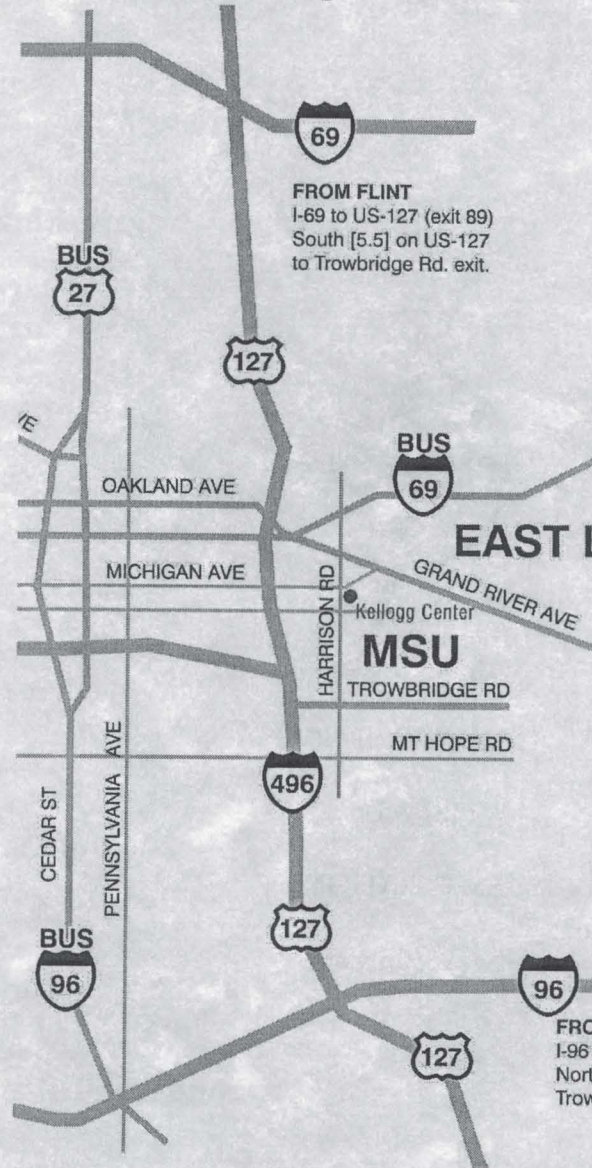 69
FROM FLINT
I-69 to US-127 (exit 89)
South [5.5] on US-127
to Trowbridge Rd. exit.
BUS
27
127
VE
BUS
69
OAKLAND AVE
EAST L
MICHIGAN AVE
GRAND RIVER AVE
HARRISON RD
Kellogg Center
MSU
TROWBRIDGE RD
MT HOPE RD
PENNSYLVANIA AVE
496
CEDAR ST
127
BUS
96
96
FRO
I-96
Nort
Trow
127